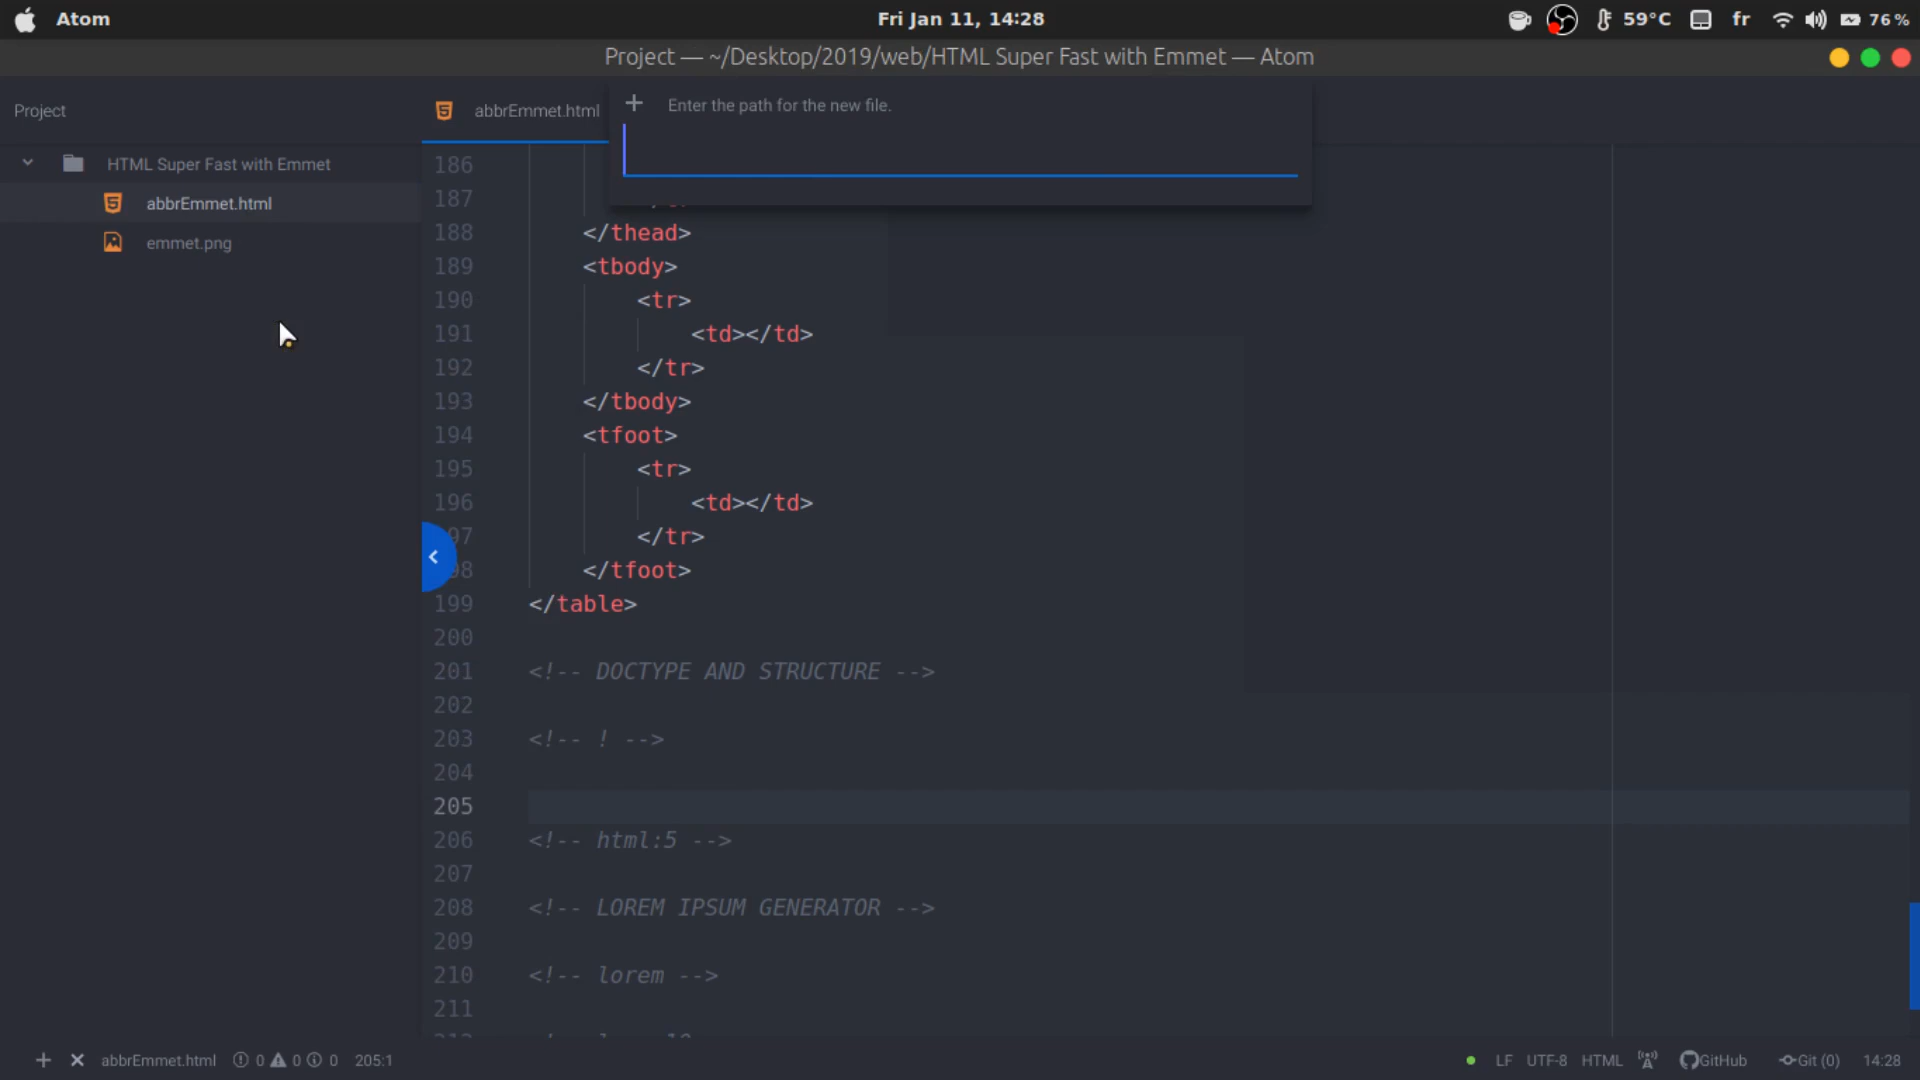 Atom
Fri Jan 11, 14:28
59°C
fr
76 %
Project — ~/Desktop/2019/web/HTML Super Fast with Emmet — Atom
Project
abbrEmmet.html
+ Enter the path for the new file.
HTML Super Fast with Emmet
abbrEmmet.html
emmet.png
186
187
188 </thead>
189 <tbody>
190 <tr>
191 <td></td>
192 </tr>
193 </tbody>
194 <tfoot>
195 <tr>
196 <td></td>
97 </tr>
98 </tfoot>
199 </table>
200
201 <!-- DOCTYPE AND STRUCTURE -->
202
203 <!-- ! -->
204
205
206 <!-- html:5 -->
207
208 <!-- LOREM IPSUM GENERATOR -->
209
210 <!-- lorem -->
211
abbrEmmet.html 0 0 0 205:1
LF UTF-8 HTML GitHub Git (0) 14:28